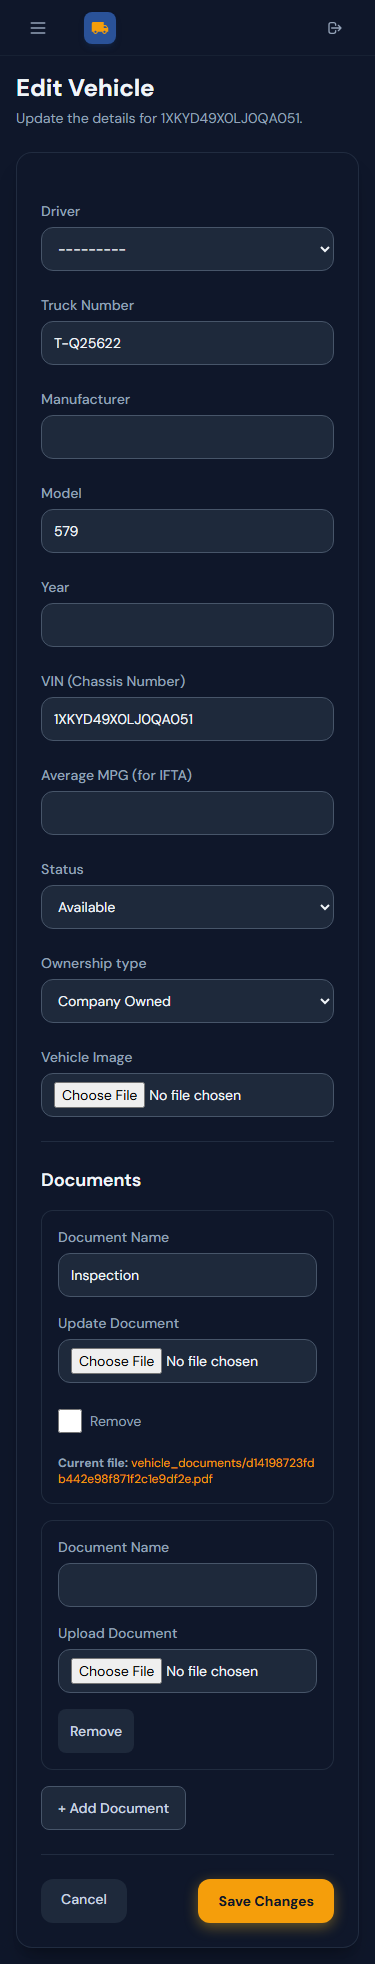 Edit Vehicle
Update the details for 1XKYD49X0LJ0QA051.
Driver
---------
Truck Number
T-Q25622
Manufacturer
Model
579
Year
VIN (Chassis Number)
1XKYD49X0LJ0QA051
Average MPG (for IFTA)
Status
Available
Ownership type
Company Owned
Vehicle Image
Choose File No file chosen
Documents
Document Name
Inspection
Update Document
Choose File No file chosen
Remove
Current file: vehicle_documents/d14198723fd
b442e98f871f2c1e9df2e.pdf
Document Name
Upload Document
Choose File No file chosen
Remove
+ Add Document
Cancel
Save Changes